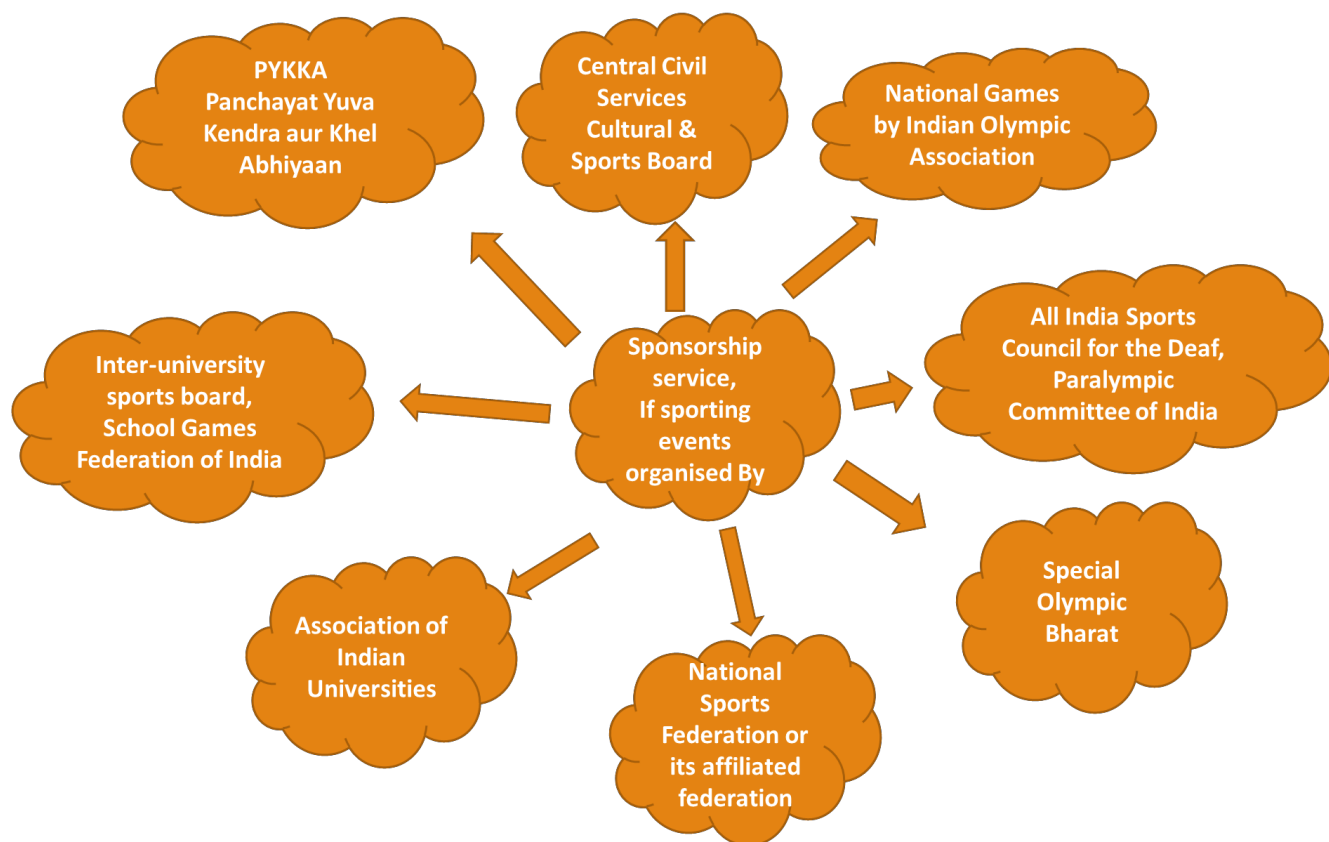 PYKKA
Panchayat Yuva
Kendra aur Khel
Abhiyaan
Central Civil
Services
Cultural &
Sports Board
National Games
by Indian Olympic
Association
Inter-university
sports board,
School Games
Federation of India
Sponsorship
service,
If sporting
events
organised By
All India Sports
Council for the Deaf,
Paralympic
Committee of India
Association of
Indian
Universities
National
Sports
Federation or
its affiliated
federation
Special
Olympic
Bharat